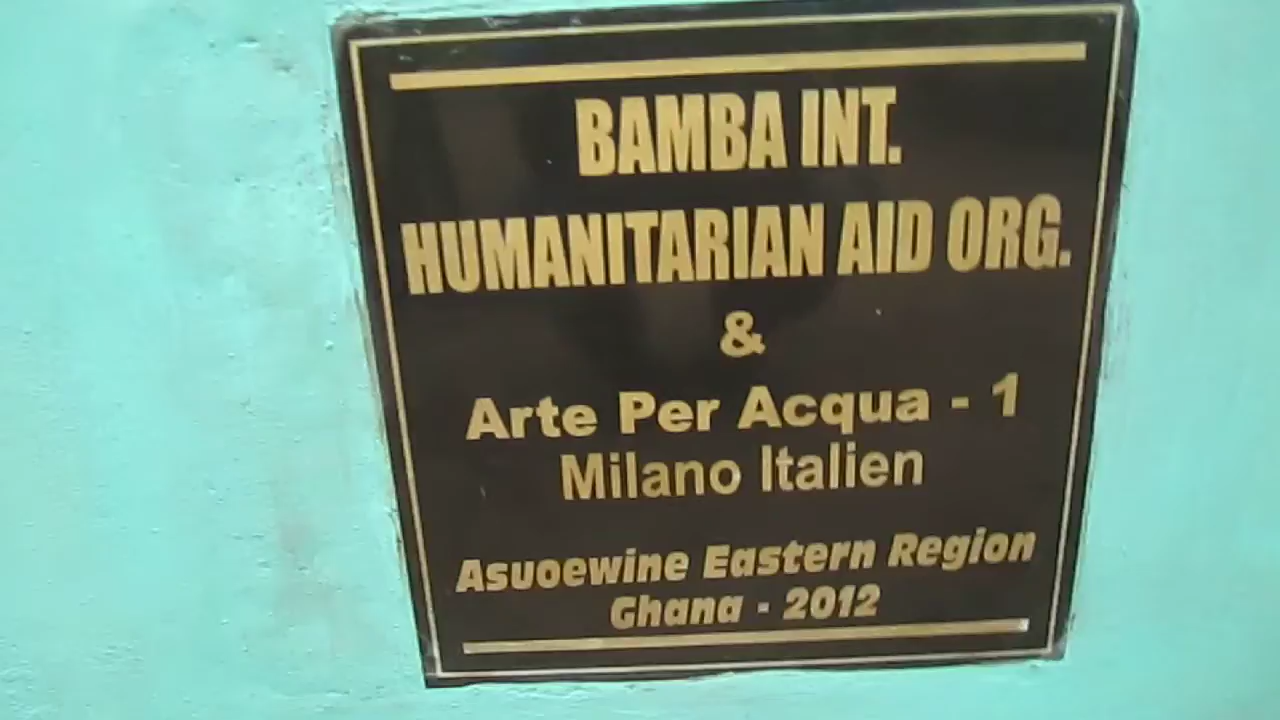 BAMBA INT.
HUMANITARIAN AID ORG.
&
Arte Per Acqua - 1
Milano Italien
Asuoewine Eastern Region
Ghana - 2012